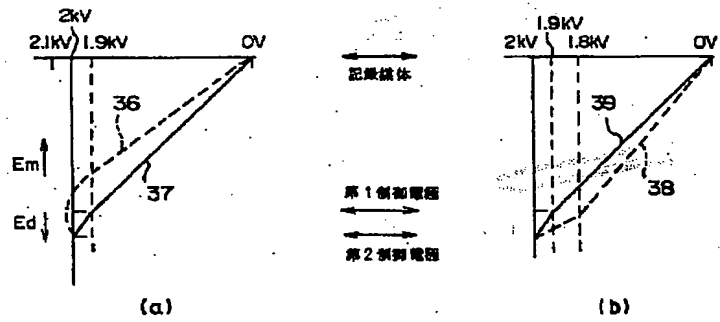 2kV
2.1kV 1.9kV 0V
36
37
Em
Ed
(a)
記録媒体
第1制御電極
第2制御電極
1.9kV
2kV 1.8kV 0V
39
38
(b)